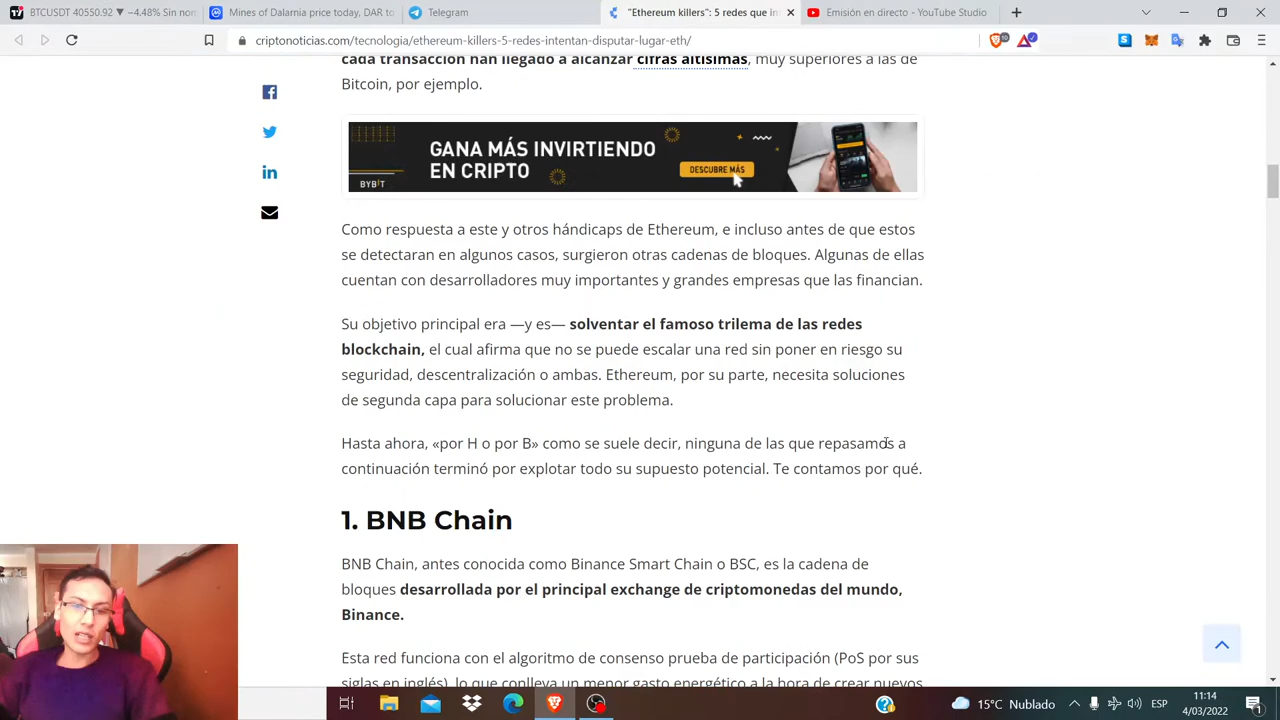 BTCUSDT 40550.92 ▼ −4.48% Sin nom
Mines of Dalarnia price today, DAR to
Telegram
"Ethereum killers": 5 redes que in
Emisión en directo - YouTube Studio
criptonoticias.com/tecnologia/ethereum-killers-5-redes-intentan-disputar-lugar-eth/
10
cada transacción han llegado a alcanzar cifras altísimas, muy superiores a las de
Bitcoin, por ejemplo.
GANA MÁS INVIRTIENDO
EN CRIPTO
DESCUBRE MÁS
BYBIT
Como respuesta a este y otros hándicaps de Ethereum, e incluso antes de que estos
se detectaran en algunos casos, surgieron otras cadenas de bloques. Algunas de ellas
cuentan con desarrolladores muy importantes y grandes empresas que las financian.
Su objetivo principal era —y es— solventar el famoso trilema de las redes
blockchain, el cual afirma que no se puede escalar una red sin poner en riesgo su
seguridad, descentralización o ambas. Ethereum, por su parte, necesita soluciones
de segunda capa para solucionar este problema.
Hasta ahora, «por H o por B» como se suele decir, ninguna de las que repasamos a
continuación terminó por explotar todo su supuesto potencial. Te contamos por qué.
1. BNB Chain
BNB Chain, antes conocida como Binance Smart Chain o BSC, es la cadena de
bloques desarrollada por el principal exchange de criptomonedas del mundo,
Binance.
Esta red funciona con el algoritmo de consenso prueba de participación (PoS por sus
siglas en inglés), lo que conlleva un menor gasto energético a la hora de crear nuevos
15°C Nublado
ESP
11:14
4/03/2022